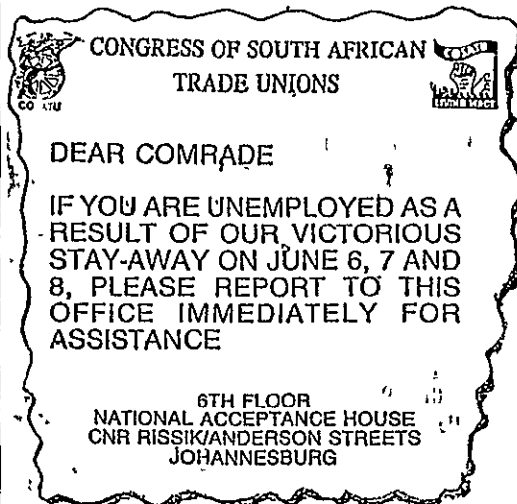 CONGRESS OF SOUTH AFRICAN
TRADE UNIONS
COSATU
DEAR COMRADE
IF YOU ARE UNEMPLOYED AS A
RESULT OF OUR VICTORIOUS
STAY-AWAY ON JUNE 6, 7 AND
8, PLEASE REPORT TO THIS
OFFICE IMMEDIATELY FOR
ASSISTANCE
6TH FLOOR
NATIONAL ACCEPTANCE HOUSE
CNR RISSIK/ANDERSON STREETS
JOHANNESBURG